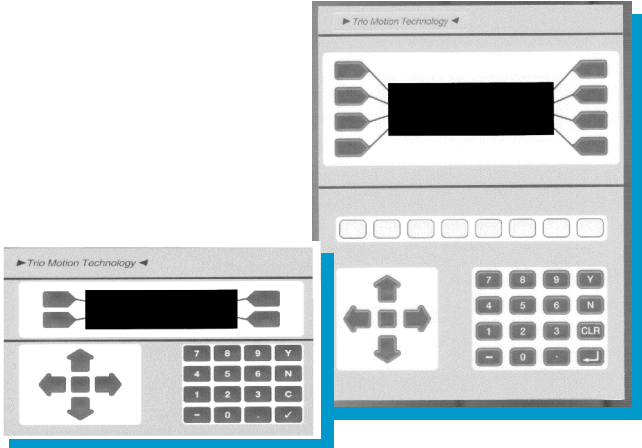 ► Trio Motion Technology ◄
7 8 9 Y
4 5 6 N
1 2 3 CLR
– 0 . ↵
► Trio Motion Technology ◄
7 8 9 Y
4 5 6 N
1 2 3 C
– 0 . ✓